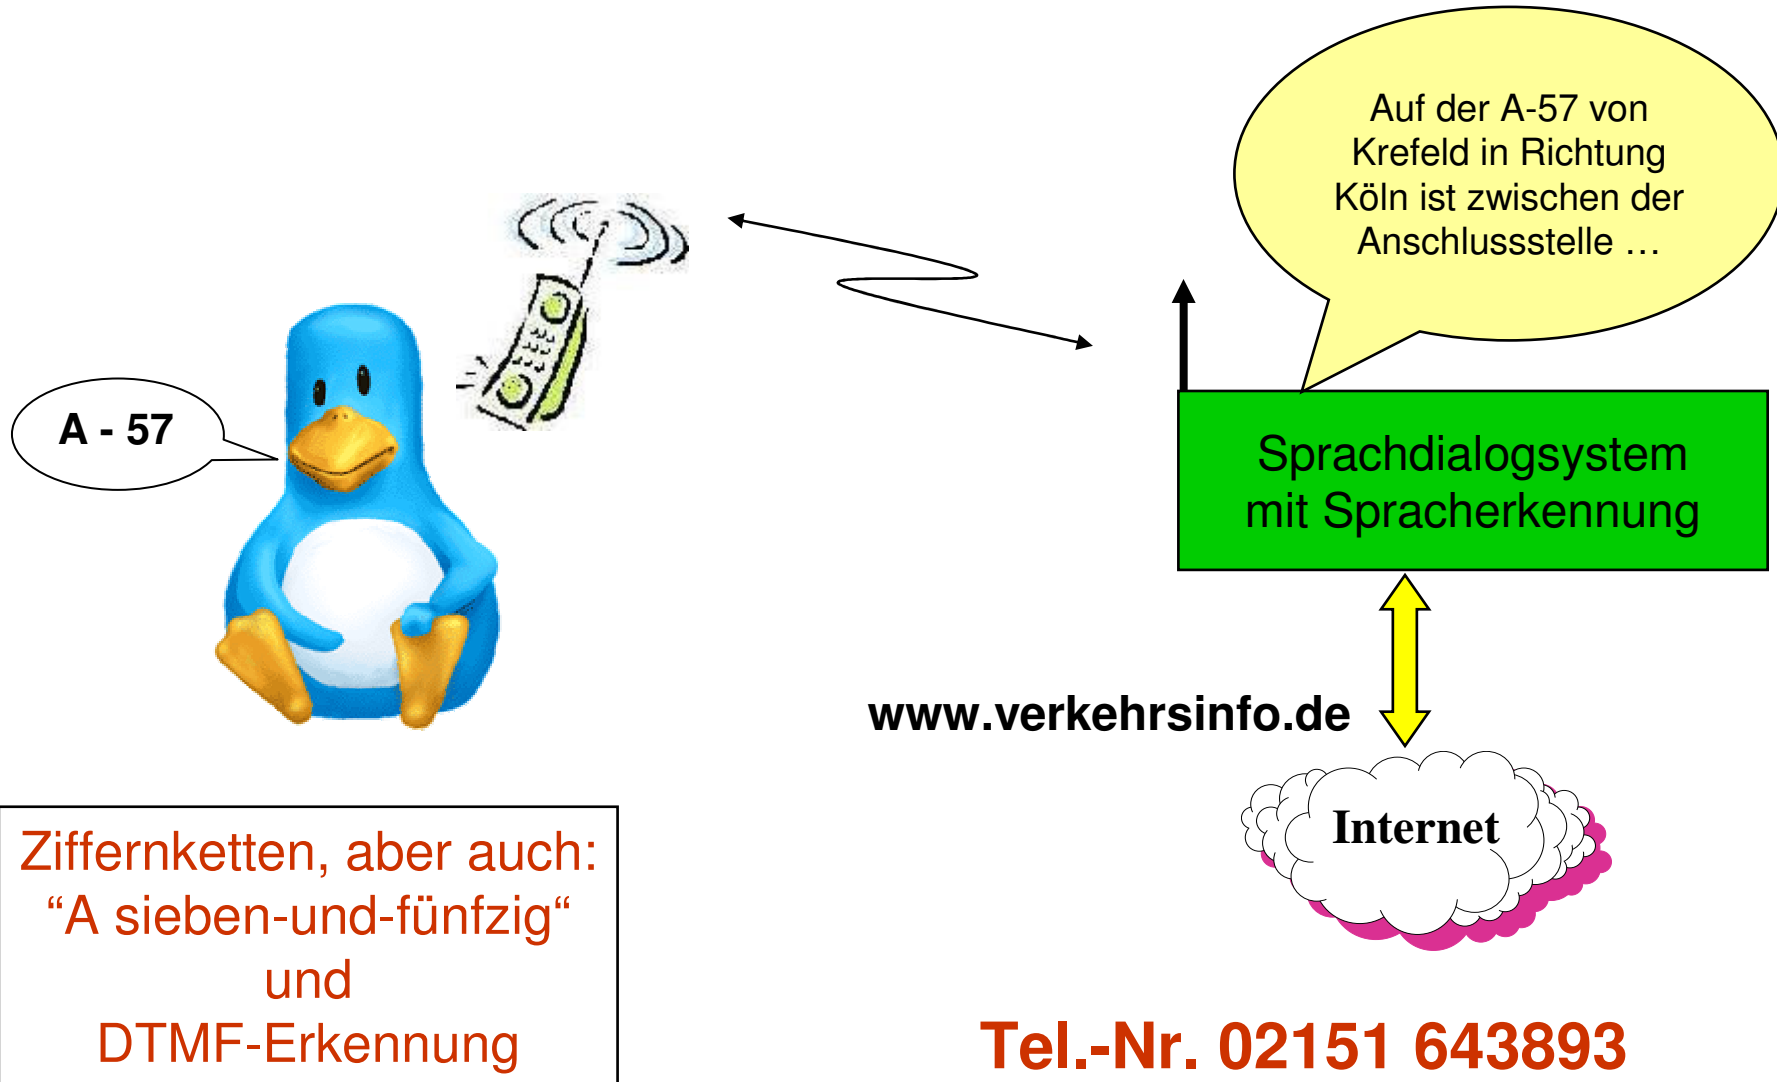 Auf der A-57 von
Krefeld in Richtung
Köln ist zwischen der
Anschlussstelle …
A - 57
Sprachdialogsystem
mit Spracherkennung
www.verkehrsinfo.de
Internet
Ziffernketten, aber auch:
“A sieben-und-fünfzig“
und
DTMF-Erkennung
Tel.-Nr. 02151 643893